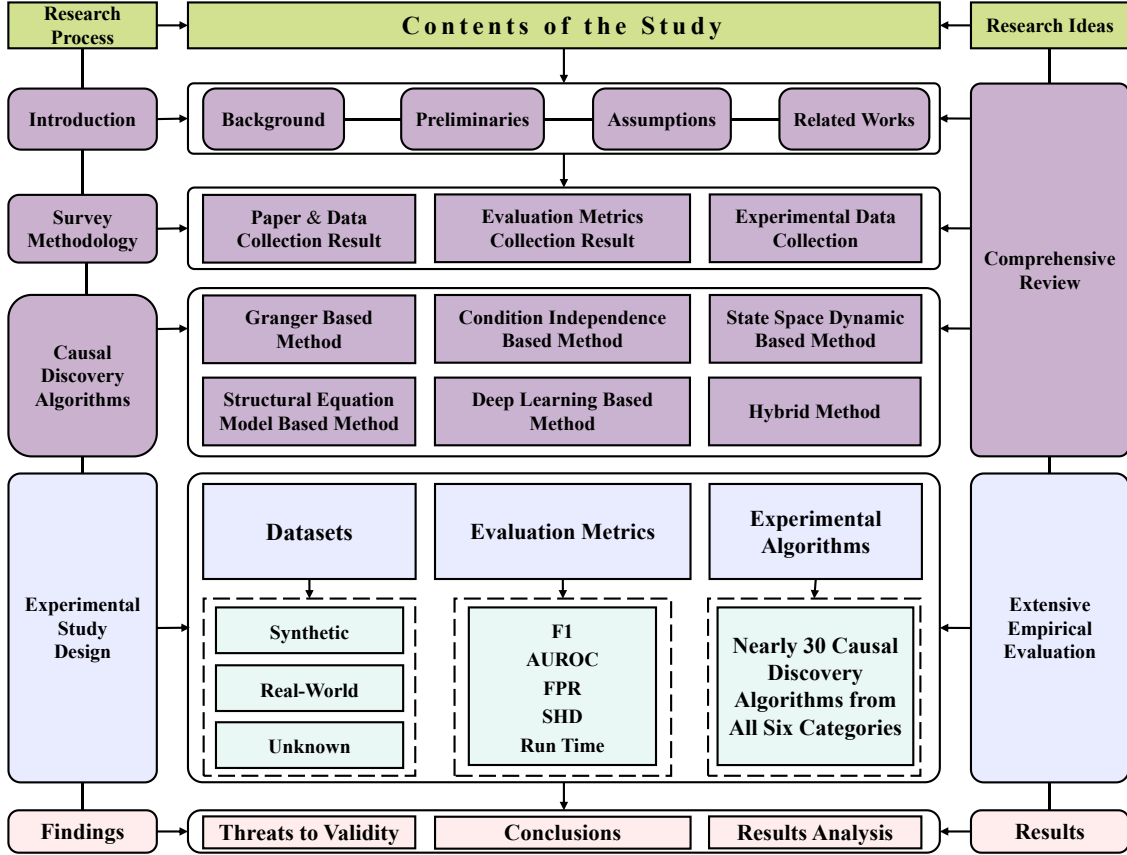 Research
Process
Contents of the Study
Research Ideas
Introduction
Background
Preliminaries
Assumptions
Related Works
Survey
Methodology
Paper & Data
Collection Result
Evaluation Metrics
Collection Result
Experimental Data
Collection
Comprehensive
Review
Causal
Discovery
Algorithms
Granger Based
Method
Condition Independence
Based Method
State Space Dynamic
Based Method
Structural Equation
Model Based Method
Deep Learning Based
Method
Hybrid Method
Experimental
Study
Design
Datasets
Evaluation Metrics
Experimental
Algorithms
Synthetic
Real-World
Unknown
F1
AUROC
FPR
SHD
Run Time
Nearly 30 Causal
Discovery
Algorithms from
All Six Categories
Extensive
Empirical
Evaluation
Findings
Threats to Validity
Conclusions
Results Analysis
Results